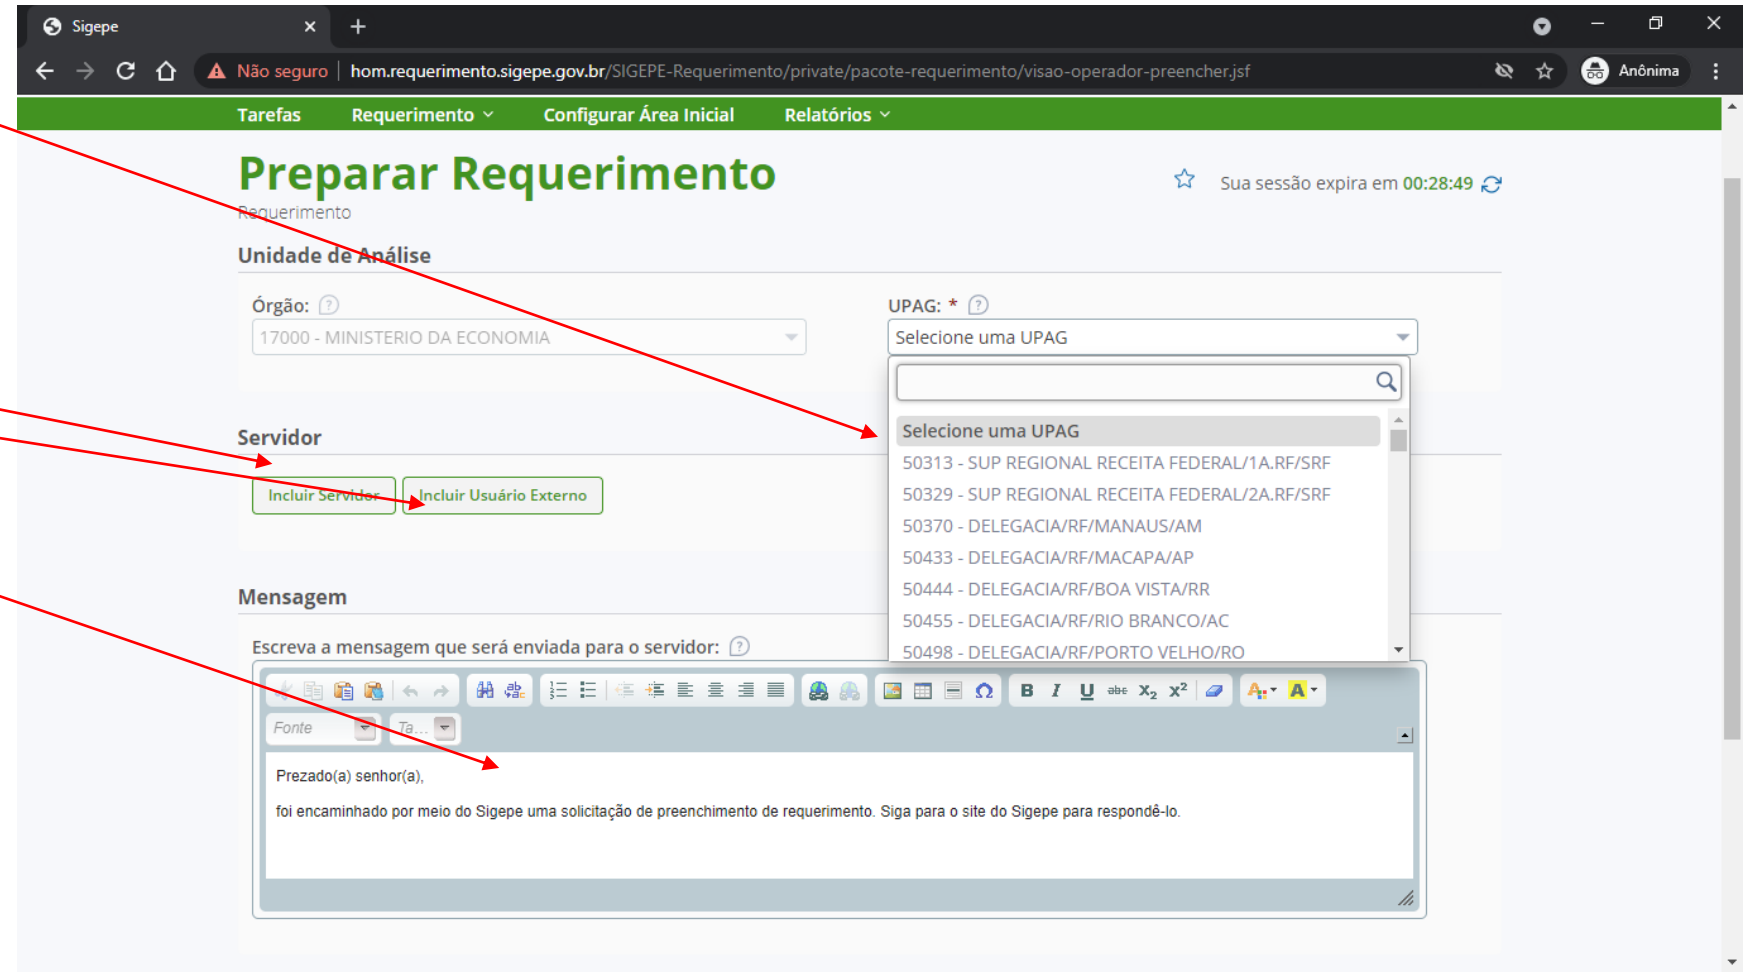 Sigepe
Não seguro | hom.requerimento.sigepe.gov.br/SIGEPE-Requerimento/private/pacote-requerimento/visao-operador-preencher.jsf
Anônima
Tarefas Requerimento Configurar Área Inicial Relatórios
Preparar Requerimento
Sua sessão expira em 00:28:49
Requerimento
Unidade de Análise
Órgão: ?
17000 - MINISTERIO DA ECONOMIA
UPAG: * ?
Selecione uma UPAG
Selecione uma UPAG
50313 - SUP REGIONAL RECEITA FEDERAL/1A.RF/SRF
50329 - SUP REGIONAL RECEITA FEDERAL/2A.RF/SRF
50370 - DELEGACIA/RF/MANAUS/AM
50433 - DELEGACIA/RF/MACAPA/AP
50444 - DELEGACIA/RF/BOA VISTA/RR
50455 - DELEGACIA/RF/RIO BRANCO/AC
50498 - DELEGACIA/RF/PORTO VELHO/RO
Servidor
Incluir Servidor Incluir Usuário Externo
Mensagem
Escreva a mensagem que será enviada para o servidor: ?
B I U abc X2 X2 A A
Fonte Ta...
Prezado(a) senhor(a),
foi encaminhado por meio do Sigepe uma solicitação de preenchimento de requerimento. Siga para o site do Sigepe para respondê-lo.